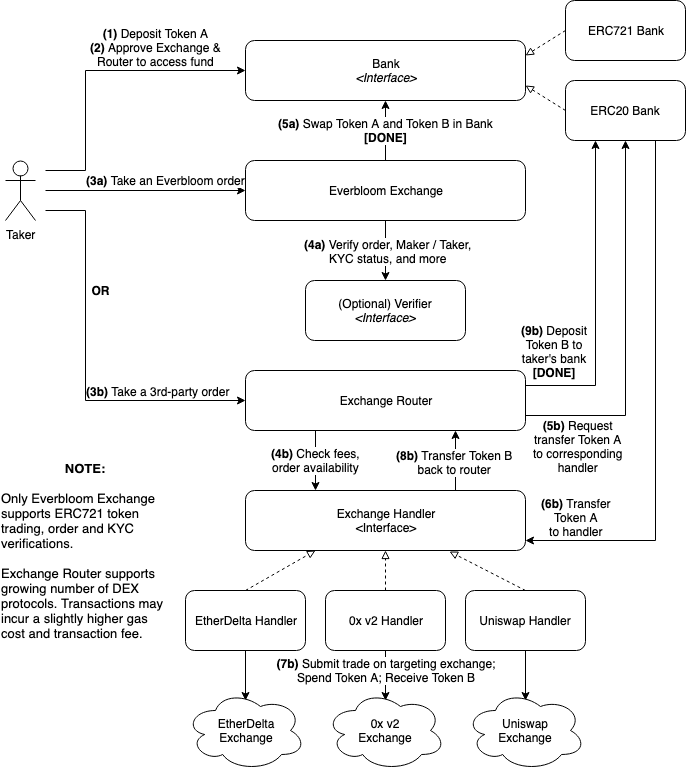 (1) Deposit Token A
(2) Approve Exchange &
Router to access fund
Bank
<Interface>
ERC721 Bank
ERC20 Bank
(5a) Swap Token A and Token B in Bank
[DONE]
Taker
(3a) Take an Everbloom order
Everbloom Exchange
(4a) Verify order, Maker / Taker,
KYC status, and more
OR
(Optional) Verifier
<Interface>
(9b) Deposit
Token B to
taker's bank
[DONE]
(3b) Take a 3rd-party order
Exchange Router
(5b) Request
transfer Token A
to corresponding
handler
(4b) Check fees,
order availability
(8b) Transfer Token B
back to router
NOTE:
Only Everbloom Exchange
supports ERC721 token
trading, order and KYC
verifications.
Exchange Router supports
growing number of DEX
protocols. Transactions may
incur a slightly higher gas
cost and transaction fee.
Exchange Handler
<Interface>
(6b) Transfer
Token A
to handler
EtherDelta Handler
0x v2 Handler
Uniswap Handler
(7b) Submit trade on targeting exchange;
Spend Token A; Receive Token B
EtherDelta
Exchange
0x v2
Exchange
Uniswap
Exchange